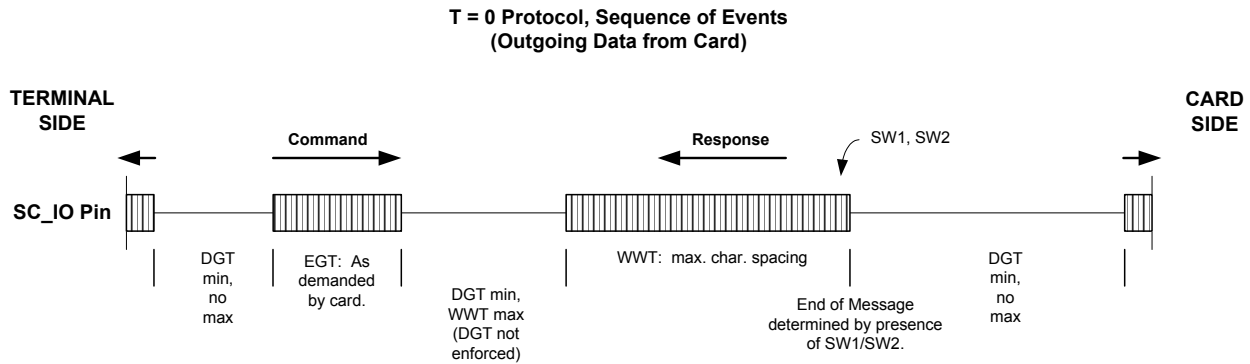 T = 0 Protocol, Sequence of Events
(Outgoing Data from Card)
TERMINAL
SIDE
CARD
SIDE
Command
Response
SW1, SW2
SC_IO Pin
DGT
min,
no
max
EGT: As
demanded
by card.
DGT min,
WWT max
(DGT not
enforced)
WWT: max. char. spacing
End of Message
determined by presence
of SW1/SW2.
DGT
min,
no
max